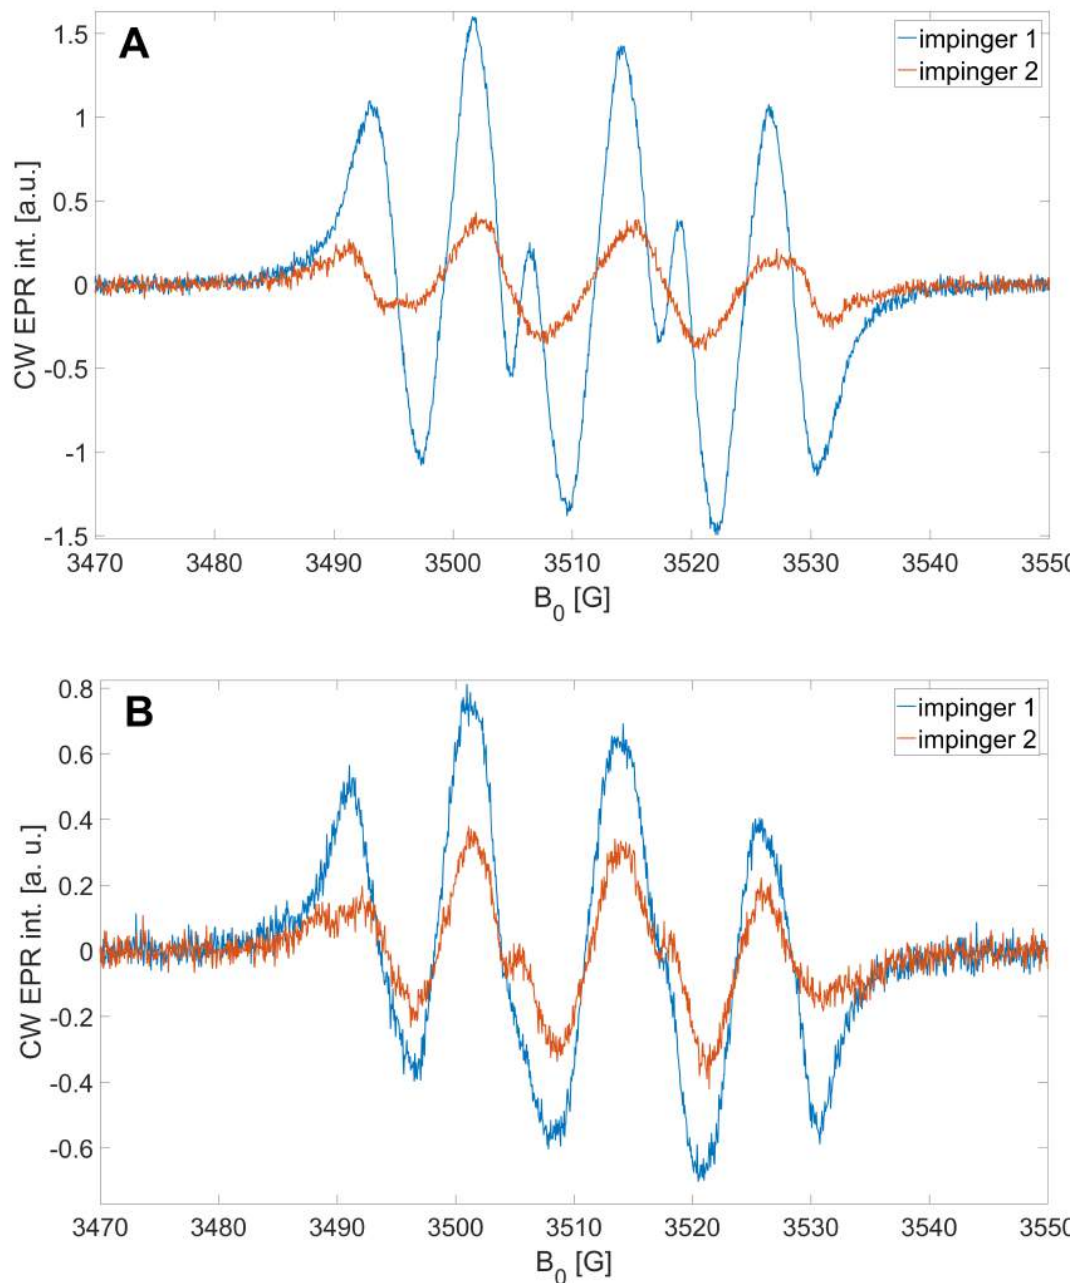 A
impinger 1
impinger 2
CW EPR int. [a.u.]
1.5
1
0.5
0
-0.5
-1
-1.5
3470 3480 3490 3500 3510 3520 3530 3540 3550
B0 [G]
B
impinger 1
impinger 2
CW EPR int. [a. u.]
0.8
0.6
0.4
0.2
0
-0.2
-0.4
-0.6
3470 3480 3490 3500 3510 3520 3530 3540 3550
B0 [G]